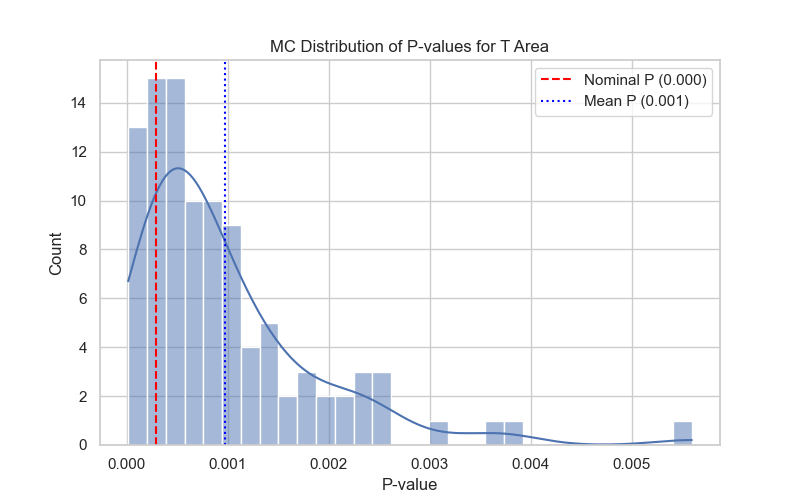 MC Distribution of P-values for T Area
Nominal P (0.000)
Mean P (0.001)
Count
14
12
10
8
6
4
2
0
0.000 0.001 0.002 0.003 0.004 0.005
P-value